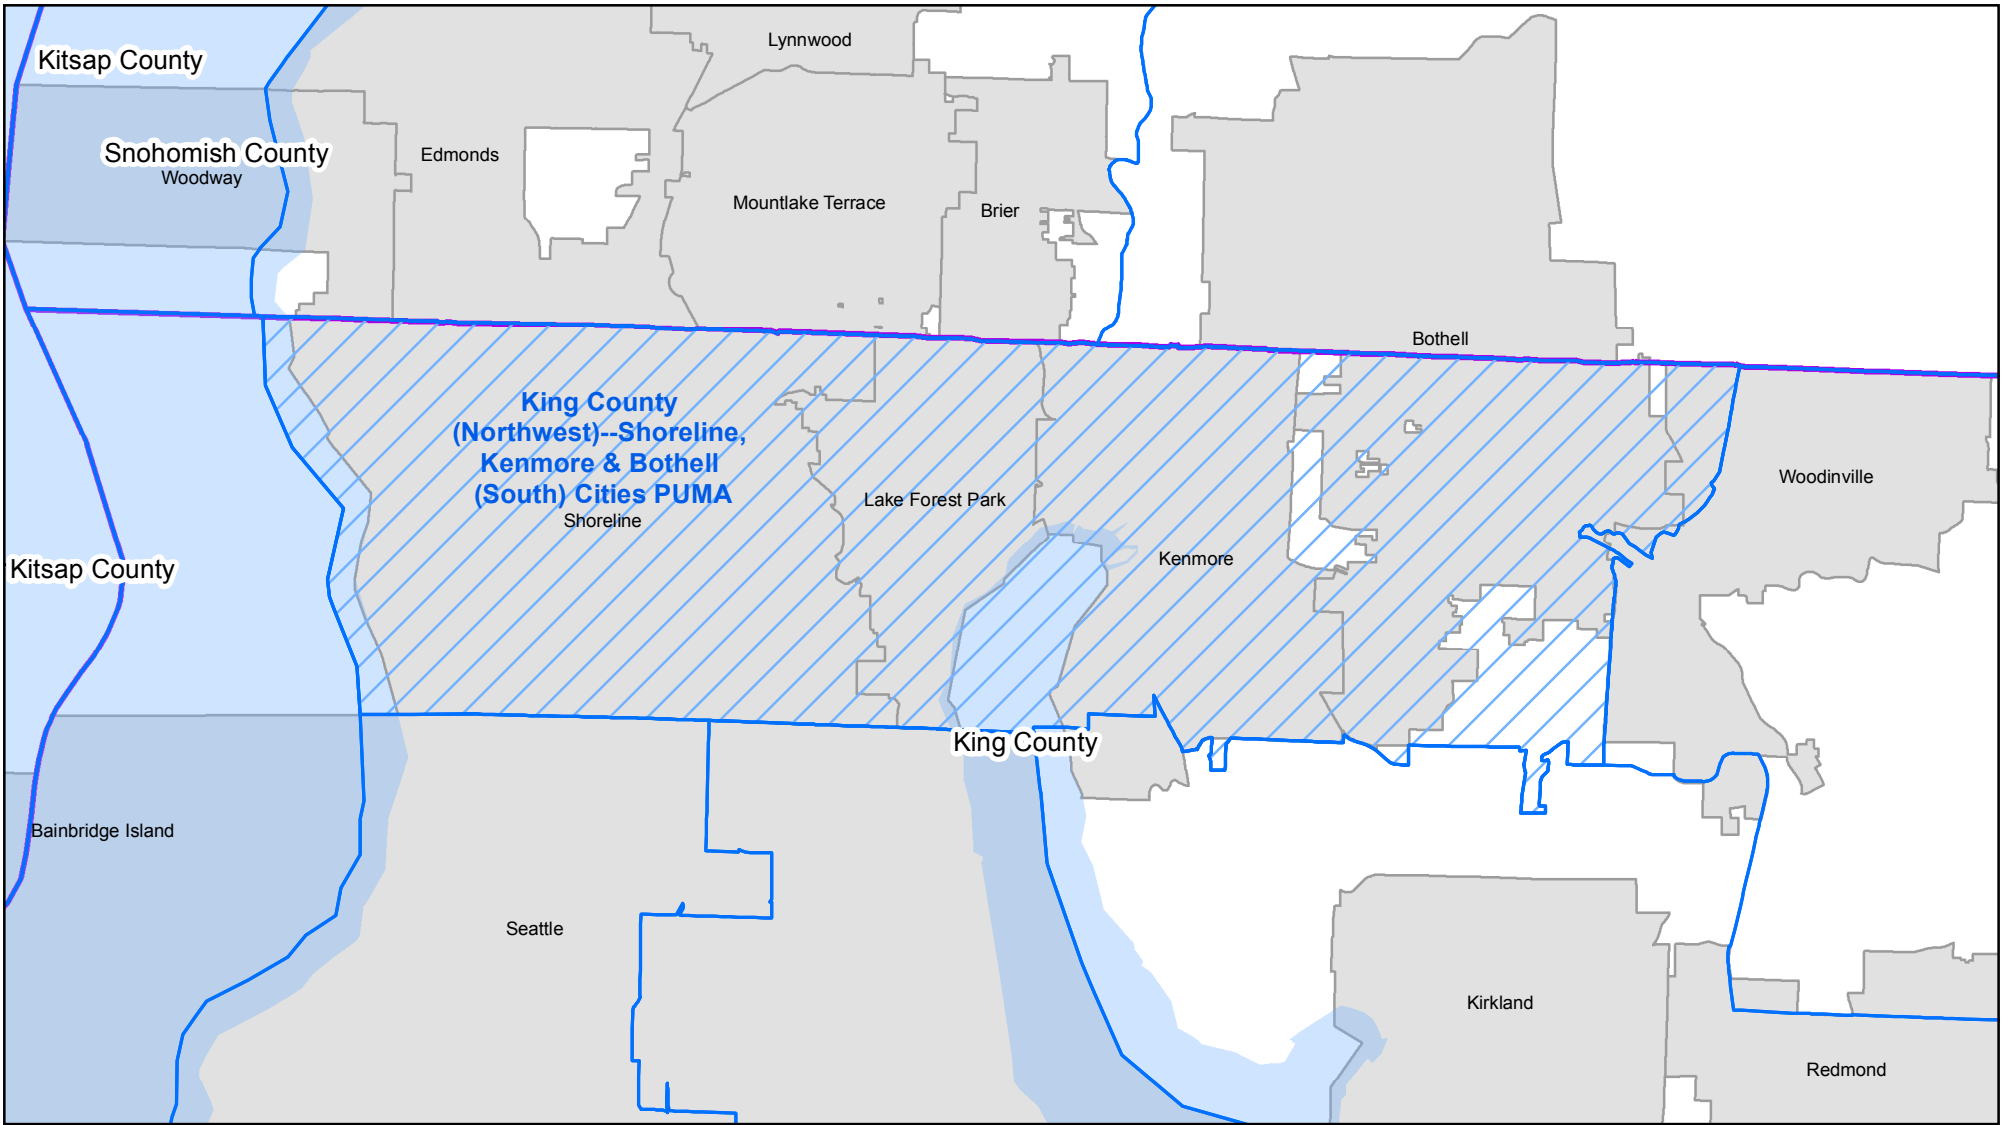 Lynnwood
Kitsap County
Snohomish County
Woodway
Edmonds
Mountlake Terrace
Brier
Bothell
King County
(Northwest)--Shoreline,
Kenmore & Bothell
(South) Cities PUMA
Shoreline
Lake Forest Park
Woodinville
Kenmore
Kitsap County
King County
Bainbridge Island
Seattle
Kirkland
Redmond